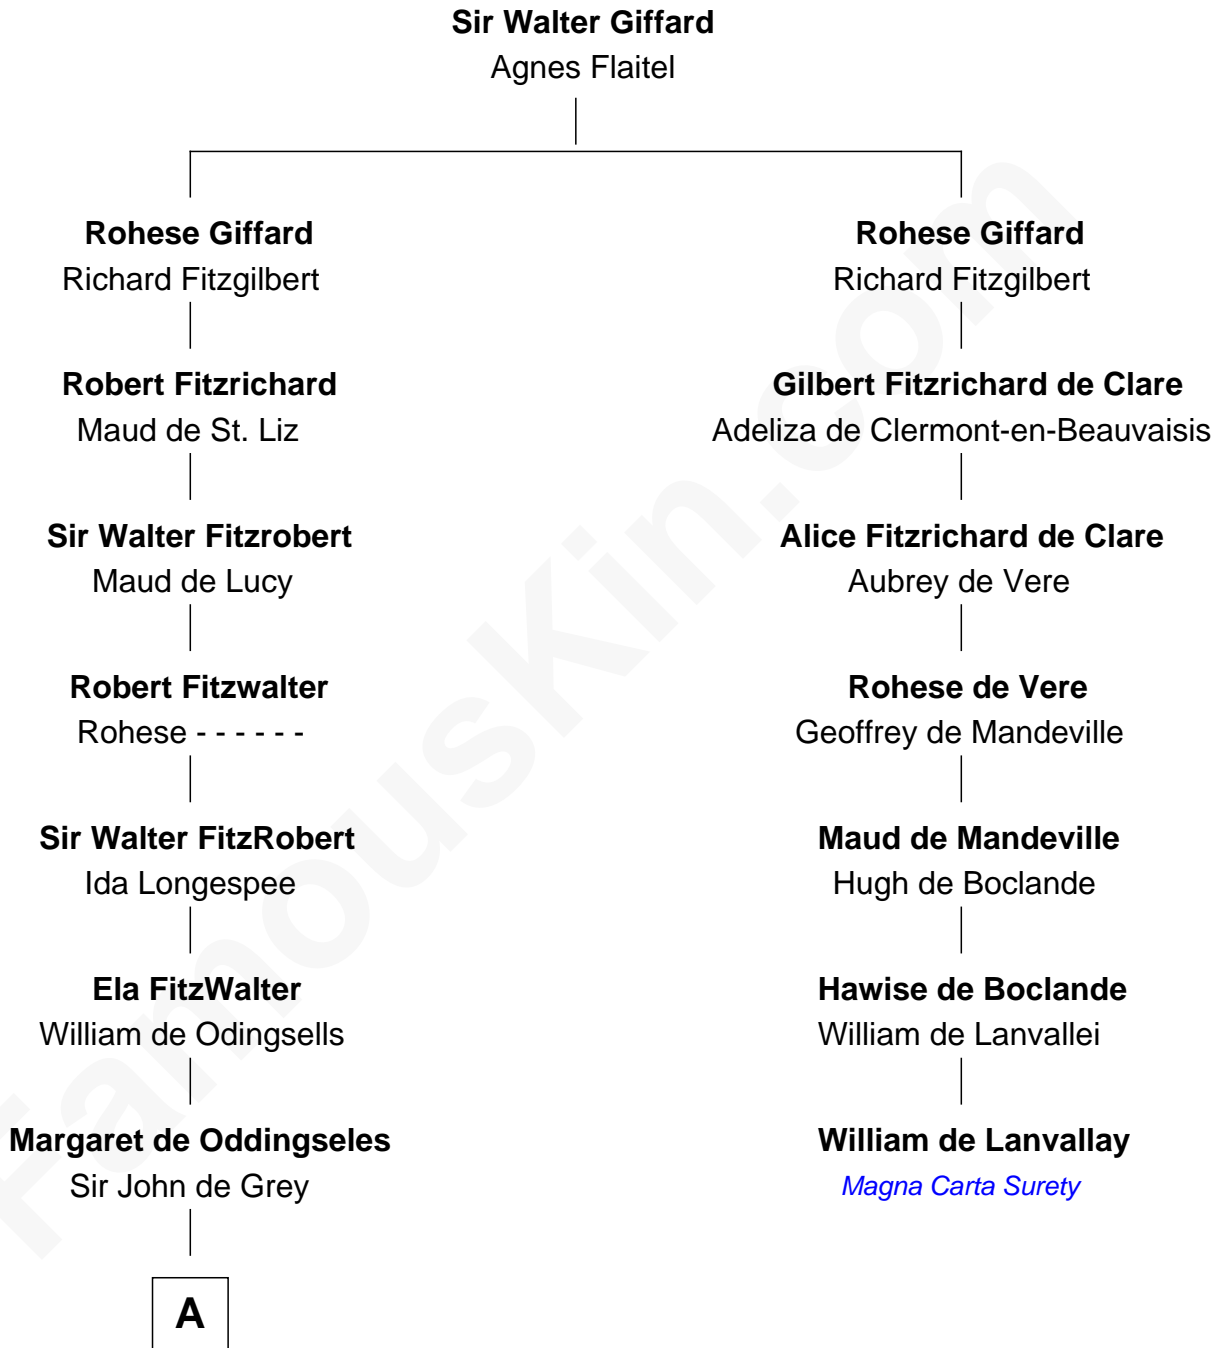 Sir Walter Giffard
Agnes Flaitel
Rohese Giffard
Richard Fitzgilbert
Robert Fitzrichard
Maud de St. Liz
Sir Walter Fitzrobert
Maud de Lucy
Robert Fitzwalter
Rohese - - - - - -
Sir Walter FitzRobert
Ida Longespee
Ela FitzWalter
William de Odingsells
Margaret de Oddingseles
Sir John de Grey
A
Rohese Giffard
Richard Fitzgilbert
Gilbert Fitzrichard de Clare
Adeliza de Clermont-en-Beauvaisis
Alice Fitzrichard de Clare
Aubrey de Vere
Rohese de Vere
Geoffrey de Mandeville
Maud de Mandeville
Hugh de Boclande
Hawise de Boclande
William de Lanvallei
William de Lanvallay
Magna Carta Surety
FamousKin.com